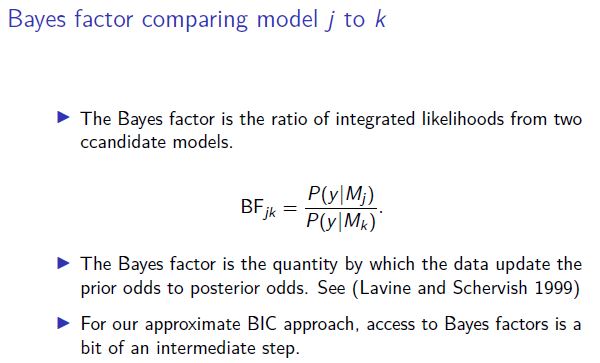 Bayes factor comparing model j to k
▶ The Bayes factor is the ratio of integrated likelihoods from two
ccandidate models.
BF_{jk} = \frac{P(y|M_j)}{P(y|M_k)}.
▶ The Bayes factor is the quantity by which the data update the
prior odds to posterior odds. See (Lavine and Schervish 1999)
▶ For our approximate BIC approach, access to Bayes factors is a
bit of an intermediate step.